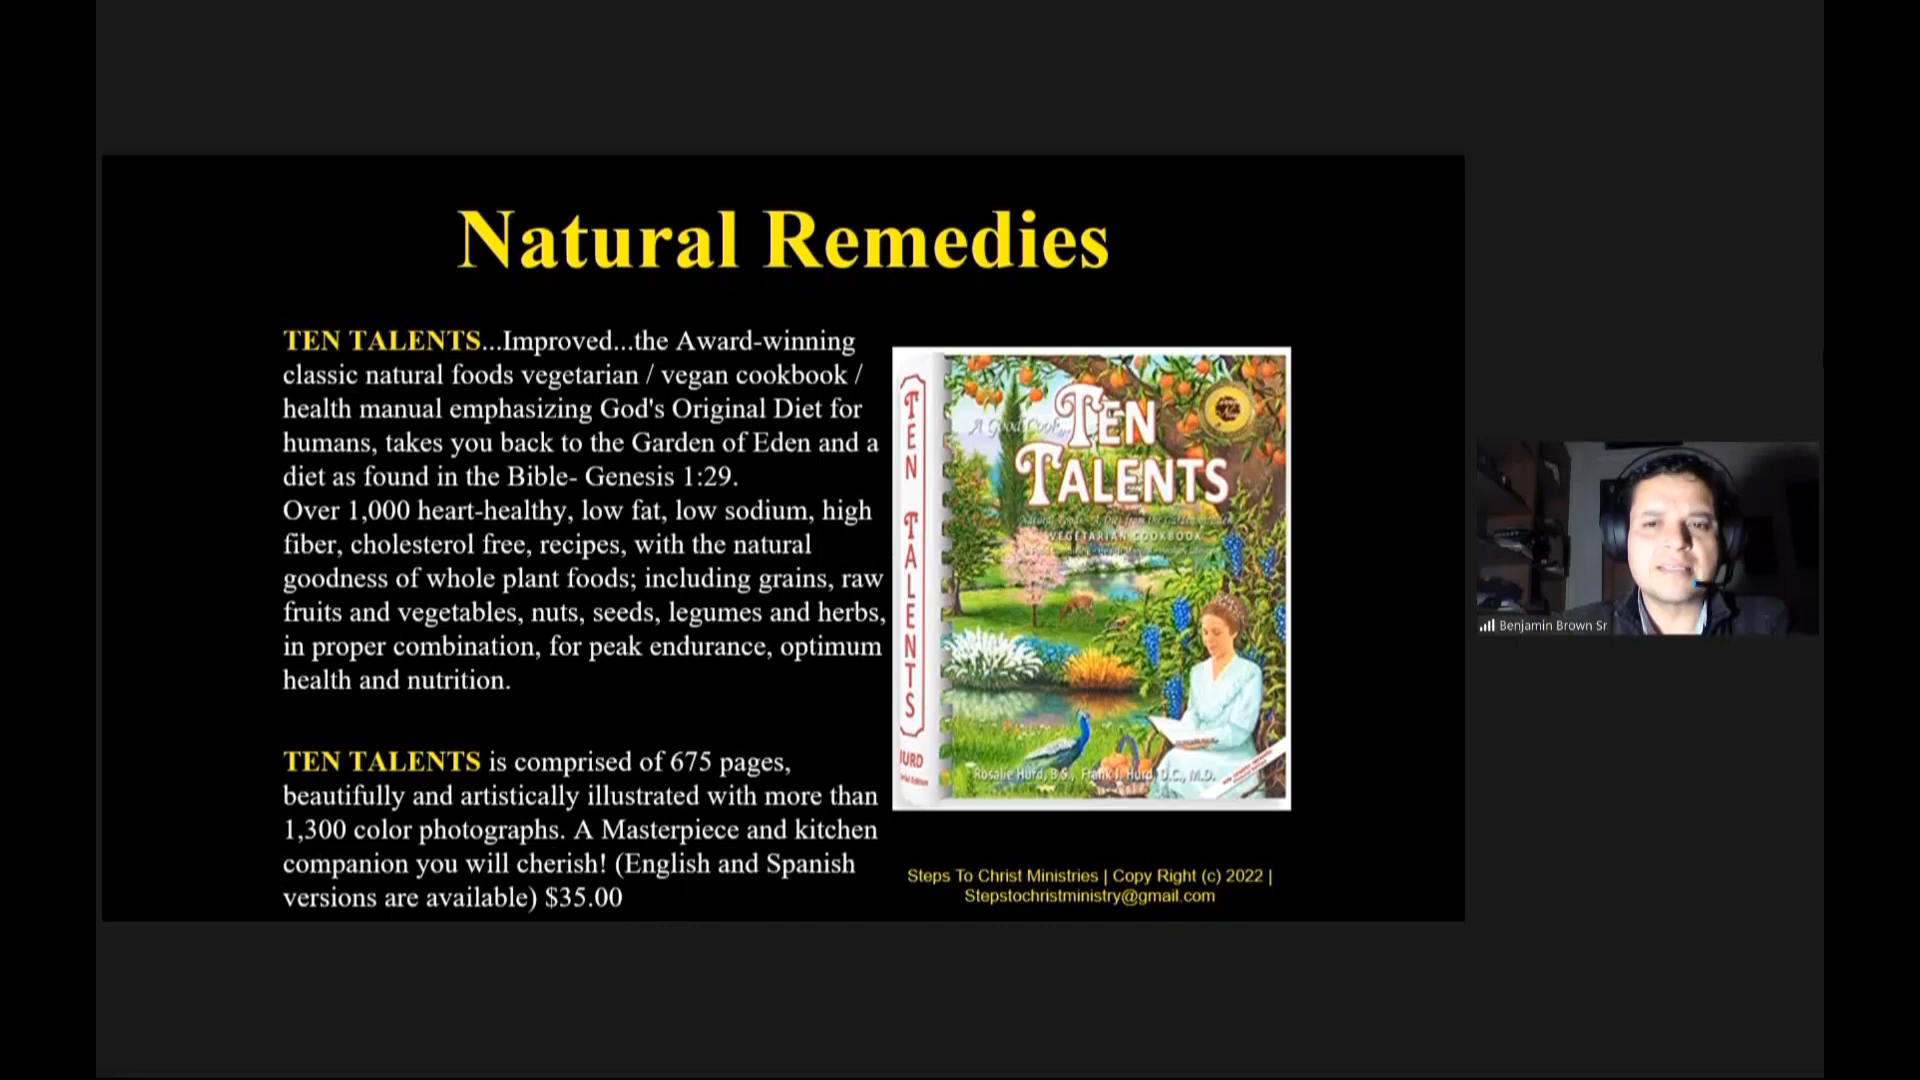 Natural Remedies
TEN TALENTS...Improved...the Award-winning
classic natural foods vegetarian / vegan cookbook /
health manual emphasizing God's Original Diet for
humans, takes you back to the Garden of Eden and a
diet as found in the Bible- Genesis 1:29.
Over 1,000 heart-healthy, low fat, low sodium, high
fiber, cholesterol free, recipes, with the natural
goodness of whole plant foods; including grains, raw
fruits and vegetables, nuts, seeds, legumes and herbs,
in proper combination, for peak endurance, optimum
health and nutrition.
TEN TALENTS is comprised of 675 pages,
beautifully and artistically illustrated with more than
1,300 color photographs. A Masterpiece and kitchen
companion you will cherish! (English and Spanish
versions are available) $35.00
TEN TALENTS
HURD
A Good Cook...
TEN
TALENTS
VEGETARIAN COOKBOOK
Rosalie Hurd, B.S., Frank J. Hurd, D.C., M.D.
Steps To Christ Ministries | Copy Right (c) 2022 |
Stepstochristministry@gmail.com
Benjamin Brown Sr